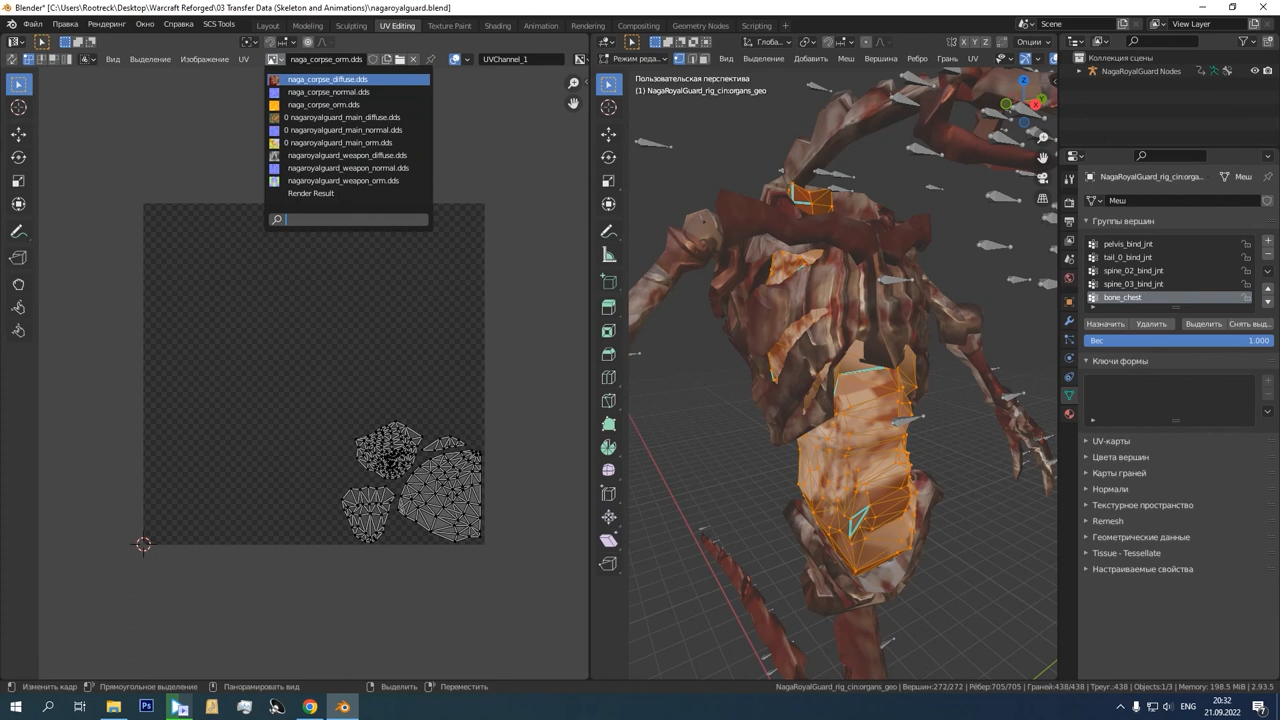 Blender* [C:\Users\Rootreck\Desktop\Warcraft Reforged\03 Transfer Data (Skeleton and Animations)\nagaroyalguard.blend]
Файл Правка Рендеринг Окно Справка SCS Tools
Layout Modeling Sculpting UV Editing Texture Paint Shading Animation Rendering Compositing Geometry Nodes Scripting
Scene View Layer
naga_corpse_orm.dds UVChannel_1
Глоба... X Y Z Опции
Вид Выделение Изображение UV
Режим реда... Вид Выделение Добавить Меш Вершина Ребро Грань UV
naga_corpse_diffuse.dds
naga_corpse_normal.dds
naga_corpse_orm.dds
0 nagaroyalguard_main_diffuse.dds
0 nagaroyalguard_main_normal.dds
0 nagaroyalguard_main_orm.dds
nagaroyalguard_weapon_diffuse.dds
nagaroyalguard_weapon_normal.dds
nagaroyalguard_weapon_orm.dds
Render Result
Пользовательская перспектива
(1) NagaRoyalGuard_rig_cin:organs_geo
Z
Y
X
Коллекция сцены
NagaRoyalGuard Nodes
NagaRoyalGuard_rig_cin:orga... Меш
Меш
Группы вершин
pelvis_bind_jnt
tail_0_bind_jnt
spine_02_bind_jnt
spine_03_bind_jnt
bone_chest
Назначить Удалить Выделить Снять выд...
Вес 1.000
Ключи формы
UV-карты
Цвета вершин
Карты граней
Нормали
Текстурное пространство
Remesh
Геометрические данные
Tissue - Tessellate
Настраиваемые свойства
Изменить кадр Прямоугольное выделение Панорамировать вид Выделить Переместить
NagaRoyalGuard_rig_cin:organs_geo | Вершин:272/272 | Рёбер:705/705 | Граней:438/438 | Треуг.:438 | Objects:1/3 | Memory: 198.5 MiB | 2.93.5
Ps
ENG
20:32
21.09.2022